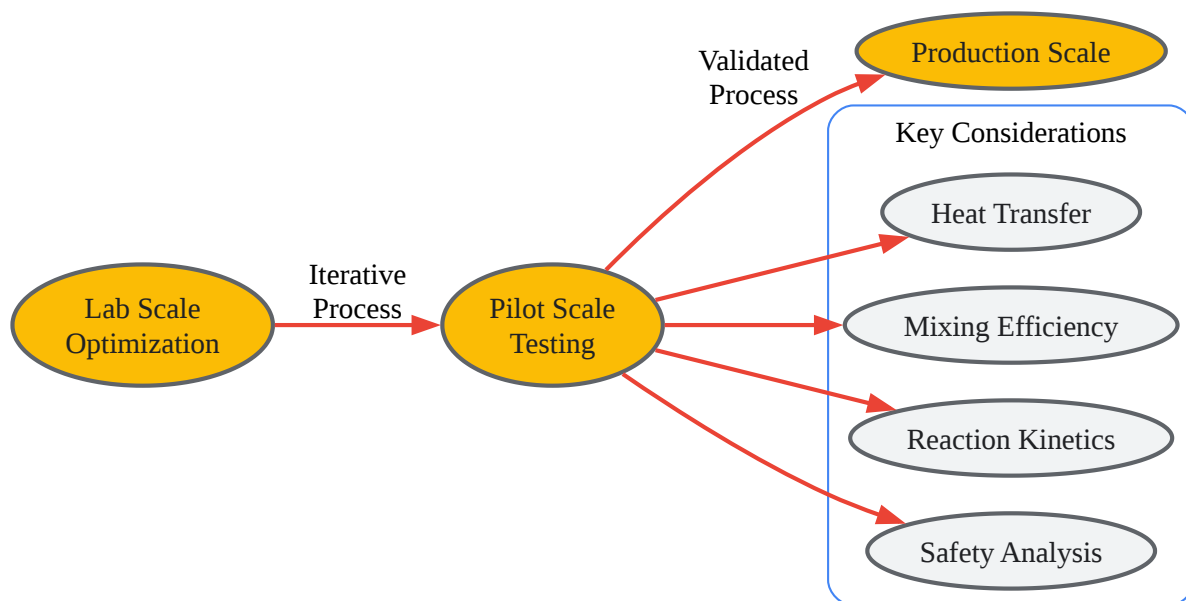 Lab Scale
Optimization
Iterative
Process
Pilot Scale
Testing
Validated
Process
Production Scale
Key Considerations
Heat Transfer
Mixing Efficiency
Reaction Kinetics
Safety Analysis